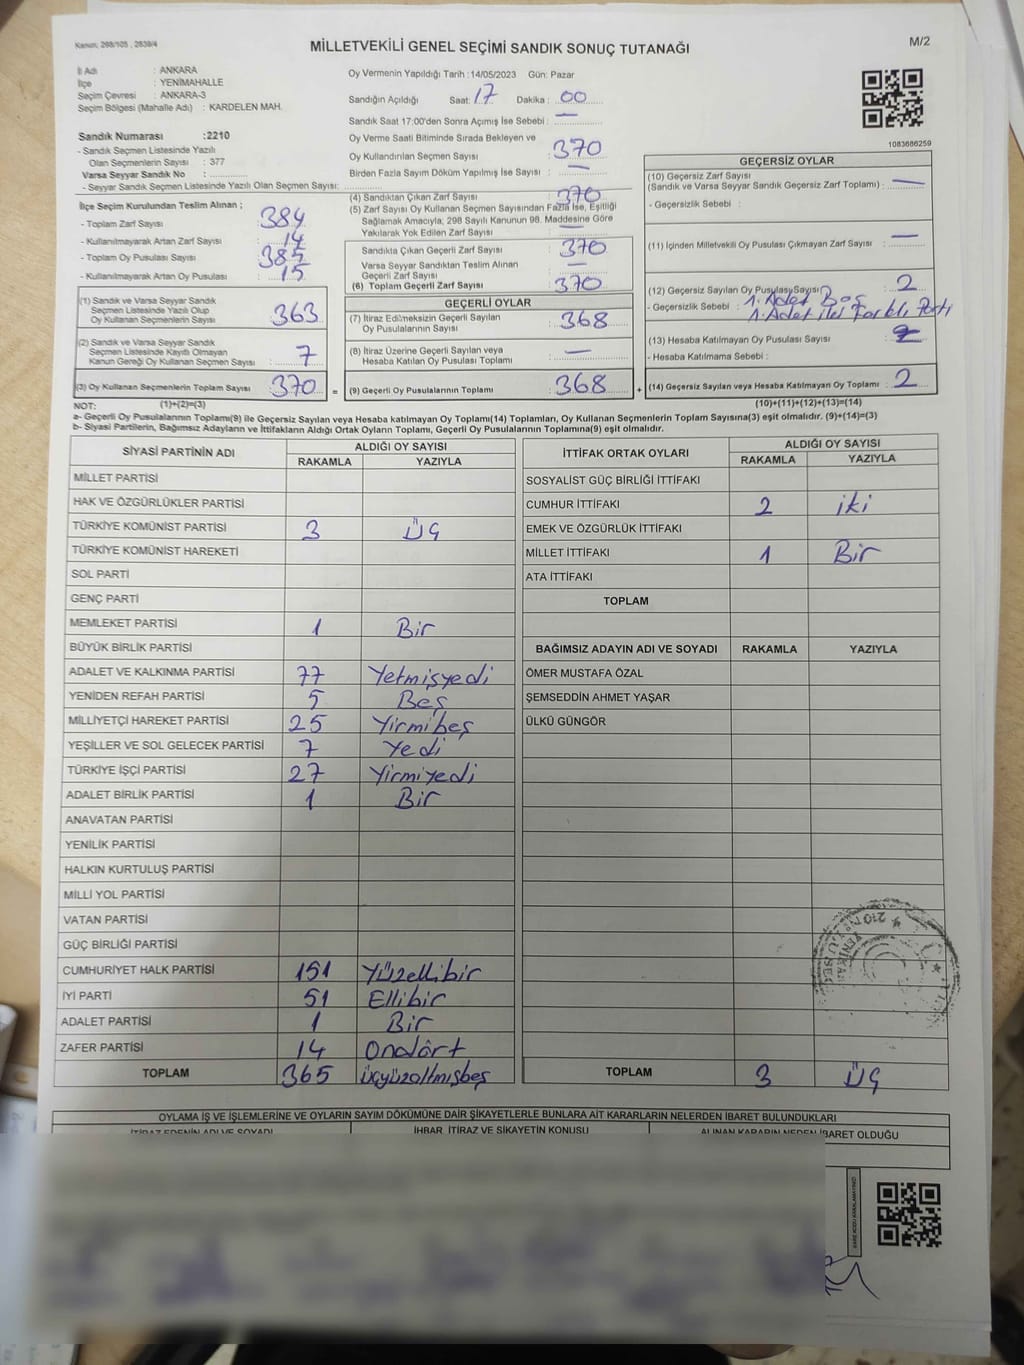 Kanun; 298/105 , 2839/4
MİLLETVEKİLİ GENEL SEÇİMİ SANDIK SONUÇ TUTANAĞI
M/2
İl Adı : ANKARA
İlçe : YENİMAHALLE
Seçim Çevresi : ANKARA-3
Seçim Bölgesi (Mahalle Adı) : KARDELEN MAH.
Sandık Numarası :2210
- Sandık Seçmen Listesinde Yazılı
Olan Seçmenlerin Sayısı : 377
Varsa Seyyar Sandık No :
- Seyyar Sandık Seçmen Listesinde Yazılı Olan Seçmen Sayısı:
Oy Vermenin Yapıldığı Tarih :14/05/2023 Gün: Pazar
Sandığın Açıldığı Saat: 17 Dakika : 00
Sandık Saat 17:00'den Sonra Açımış İse Sebebi : —
Oy Verme Saati Bitiminde Sırada Bekleyen ve
Oy Kullandırılan Seçmen Sayısı : 370
Birden Fazla Sayım Döküm Yapılmış İse Sayısı : —
1083686259
İlçe Seçim Kurulundan Teslim Alınan ;
- Toplam Zarf Sayısı : 384
- Kullanılmayarak Artan Zarf Sayısı : 14
- Toplam Oy Pusulası Sayısı : 385
- Kullanılmayarak Artan Oy Pusulası : 15
(1) Sandık ve Varsa Seyyar Sandık
Seçmen Listesinde Yazılı Olup
Oy Kullanan Seçmenlerin Sayısı : 363
(2) Sandık ve Varsa Seyyar Sandık
Seçmen Listesinde Kayıtlı Olmayan
Kanun Gereği Oy Kullanan Seçmen Sayısı : 7
(3) Oy Kullanan Seçmenlerin Toplam Sayısı : 370 =
(4) Sandıktan Çıkan Zarf Sayısı : 370
(5) Zarf Sayısı Oy Kullanan Seçmen Sayısından Fazla İse, Eşitliği
Sağlamak Amacıyla, 298 Sayılı Kanunun 98. Maddesine Göre
Yakılarak Yok Edilen Zarf Sayısı : —
Sandıkta Çıkan Geçerli Zarf Sayısı : 370
Varsa Seyyar Sandıktan Teslim Alınan
Geçerli Zarf Sayısı : —
(6) Toplam Geçerli Zarf Sayısı : 370
GEÇERLİ OYLAR
(7) İtiraz Edilmeksizin Geçerli Sayılan
Oy Pusulalarının Sayısı : 368
(8) İtiraz Üzerine Geçerli Sayılan veya
Hesaba Katılan Oy Pusulası Toplamı : —
(9) Geçerli Oy Pusulalarının Toplamı : 368 +
GEÇERSİZ OYLAR
(10) Geçersiz Zarf Sayısı
(Sandık ve Varsa Seyyar Sandık Geçersiz Zarf Toplamı) : —
- Geçersizlik Sebebi :
(11) İçinden Milletvekili Oy Pusulası Çıkmayan Zarf Sayısı : —
(12) Geçersiz Sayılan Oy Pusulası Sayısı : 2
- Geçersizlik Sebebi : 1. Adet Boş
1. Adet iki Farklı Parti
(13) Hesaba Katılmayan Oy Pusulası Sayısı :
- Hesaba Katılmama Sebebi :
(14) Geçersiz Sayılan veya Hesaba Katılmayan Oy Toplamı : 2
NOT: (1)+(2)=(3) (10)+(11)+(12)+(13)=(14)
a- Geçerli Oy Pusulalarının Toplamı(9) ile Geçersiz Sayılan veya Hesaba katılmayan Oy Toplamı(14) Toplamları, Oy Kullanan Seçmenlerin Toplam Sayısına(3) eşit olmalıdır. (9)+(14)=(3)
b- Siyasi Partilerin, Bağımsız Adayların ve İttifakların Aldığı Ortak Oyların Toplamı, Geçerli Oy Pusulalarının Toplamına(9) eşit olmalıdır.
SİYASİ PARTİNİN ADI ALDIĞI OY SAYISI
RAKAMLA YAZIYLA
MİLLET PARTİSİ
HAK VE ÖZGÜRLÜKLER PARTİSİ
TÜRKİYE KOMÜNİST PARTİSİ 3 Üç
TÜRKİYE KOMÜNİST HAREKETİ
SOL PARTİ
GENÇ PARTİ
MEMLEKET PARTİSİ 1 Bir
BÜYÜK BİRLİK PARTİSİ
ADALET VE KALKINMA PARTİSİ 77 Yetmişyedi
YENİDEN REFAH PARTİSİ 5 Beş
MİLLİYETÇİ HAREKET PARTİSİ 25 Yirmibeş
YEŞİLLER VE SOL GELECEK PARTİSİ 7 Yedi
TÜRKİYE İŞÇİ PARTİSİ 27 Yirmiyedi
ADALET BİRLİK PARTİSİ 1 Bir
ANAVATAN PARTİSİ
YENİLİK PARTİSİ
HALKIN KURTULUŞ PARTİSİ
MİLLİ YOL PARTİSİ
VATAN PARTİSİ
GÜÇ BİRLİĞİ PARTİSİ
CUMHURİYET HALK PARTİSİ 151 Yüzellibir
İYİ PARTİ 51 Ellibir
ADALET PARTİSİ 1 Bir
ZAFER PARTİSİ 14 Ondört
TOPLAM 365 Üçyüzaltmışbeş
İTTİFAK ORTAK OYLARI ALDIĞI OY SAYISI
RAKAMLA YAZIYLA
SOSYALİST GÜÇ BİRLİĞİ İTTİFAKI
CUMHUR İTTİFAKI 2 iki
EMEK VE ÖZGÜRLÜK İTTİFAKI
MİLLET İTTİFAKI 1 Bir
ATA İTTİFAKI
TOPLAM
BAĞIMSIZ ADAYIN ADI VE SOYADI RAKAMLA YAZIYLA
ÖMER MUSTAFA ÖZAL
ŞEMSEDDİN AHMET YAŞAR
ÜLKÜ GÜNGÖR
TOPLAM 3 Üç
OYLAMA İŞ VE İŞLEMLERİNE VE OYLARIN SAYIM DÖKÜMÜNE DAİR ŞİKAYETLERLE BUNLARA AİT KARARLARIN NELERDEN İBARET BULUNDUKLARI
İTİRAZ EDENİN ADI VE SOYADI İHBAR, İTİRAZ VE ŞİKAYETİN KONUSU ALINAN KARARIN NEDEN İBARET OLDUĞU